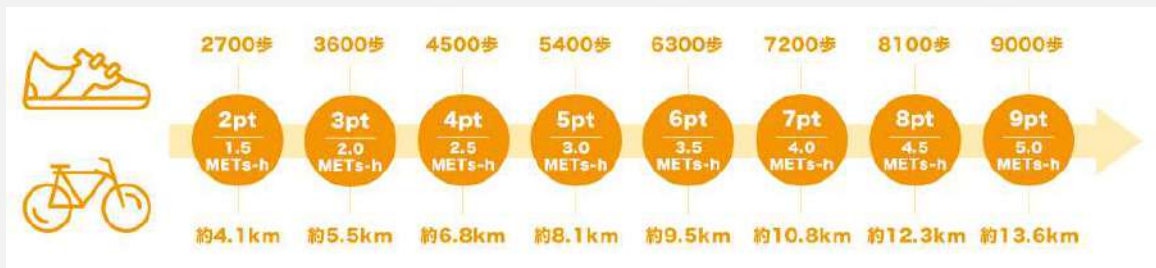 2700歩 3600歩 4500歩 5400歩 6300歩 7200歩 8100歩 9000歩
2pt 3pt 4pt 5pt 6pt 7pt 8pt 9pt
1.5 2.0 2.5 3.0 3.5 4.0 4.5 5.0
METs-h METs-h METs-h METs-h METs-h METs-h METs-h METs-h
約4.1km 約5.5km 約6.8km 約8.1km 約9.5km 約10.8km 約12.3km 約13.6km